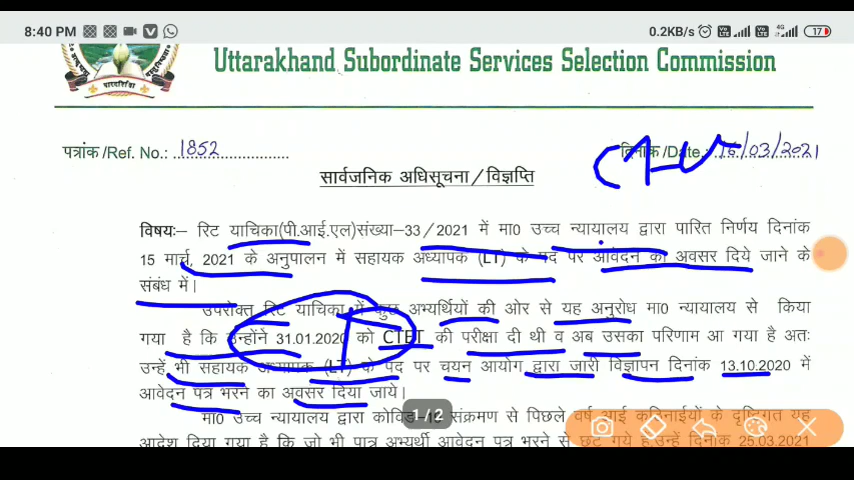 8:40 PM
0.2KB/s
4G
17
Uttarakhand Subordinate Services Selection Commission
पत्रांक /Ref. No.: 1852
दिनांक/Date. 16/03/2021
सार्वजनिक अधिसूचना/विज्ञप्ति
विषयः- रिट याचिका(पी.आई.एल)संख्या-33/2021 में मा0 उच्च न्यायालय द्वारा पारित निर्णय दिनांक
15 मार्च, 2021 के अनुपालन में सहायक अध्यापक (LT) के पद पर आवेदन का अवसर दिये जाने के
संबंध में।
उपरोक्त रिट याचिका में कुछ अभ्यर्थियों की ओर से यह अनुरोध मा0 न्यायालय से किया
गया है कि उन्होंने 31.01.2020 को CTET की परीक्षा दी थी व अब उसका परिणाम आ गया है अतः
उन्हें भी सहायक अध्यापक (LT) के पद पर चयन आयोग द्वारा जारी विज्ञापन दिनांक 13.10.2020 में
आवेदन पत्र भरने का अवसर दिया जाये।
1/2
मा0 उच्च न्यायालय द्वारा कोविड-19 संक्रमण से पिछले वर्ष आई कठिनाईयों के दृष्टिगत यह
आदेश दिया गया है कि जो भी पात्र अभ्यर्थी आवेदन पत्र भरने से छूट गये है उन्हें दिनांक 25.03.2021